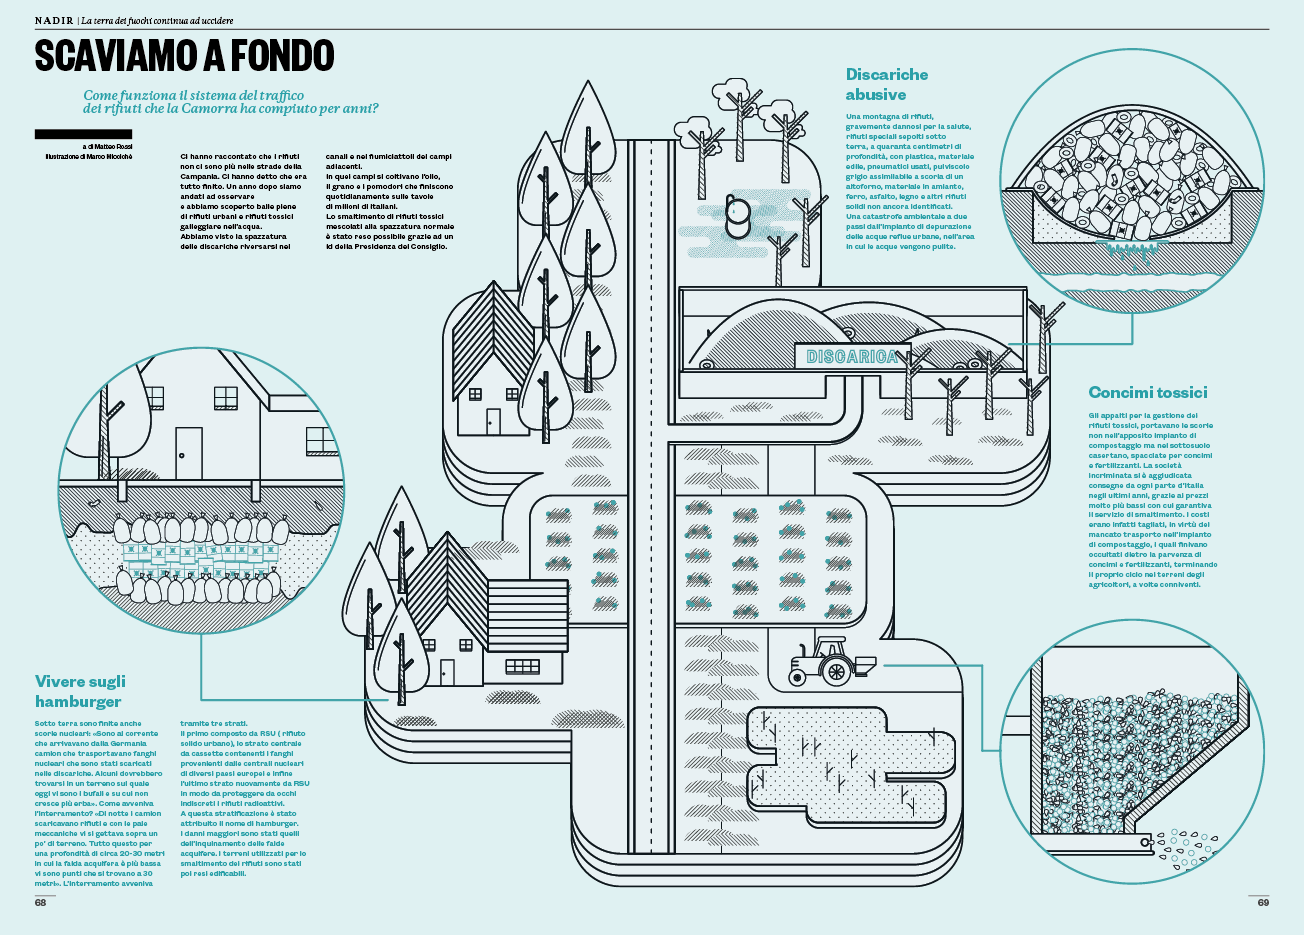 NADIR | La terra dei fuochi continua ad uccidere
SCAVIAMO A FONDO
Come funziona il sistema del traffico
dei rifiuti che la Camorra ha compiuto per anni?
a di Matteo Rossi
Illustrazione di Marco Micciché
Ci hanno raccontato che i rifiuti
non ci sono più nelle strade della
Campania. Ci hanno detto che era
tutto finito. Un anno dopo siamo
andati ad osservare
e abbiamo scoperto balle piene
di rifiuti urbani e rifiuti tossici
galleggiare nell'acqua.
Abbiamo visto la spazzatura
delle discariche riversarsi nei
canali e nei fiumiciattoli dei campi
adiacenti.
In quei campi si coltivano l'olio,
il grano e i pomodori che finiscono
quotidianamente sulle tavole
di milioni di italiani.
Lo smaltimento di rifiuti tossici
mescolati alla spazzatura normale
è stato reso possibile grazie ad un
id della Presidenza del Consiglio.
Discariche
abusive
Una montagna di rifiuti,
gravemente dannosi per la salute,
rifiuti speciali sepolti sotto
terra, a quaranta centimetri di
profondità, con plastica, materiale
edile, pneumatici usati, pulviscolo
grigio assimilabile a scoria di un
altoforno, materiale in amianto,
ferro, asfalto, legno e altri rifiuti
solidi non ancora identificati.
Una catastrofe ambientale a due
passi dall'impianto di depurazione
delle acque reflue urbane, nell'area
in cui le acque vengono pulite.
DISCARICA
Concimi tossici
Gli appalti per la gestione dei
rifiuti tossici, portavano le scorie
non nell'apposito impianto di
compostaggio ma nel sottosuolo
casertano, spacciate per concimi
e fertilizzanti. La società
incriminata si è aggiudicata
consegne da ogni parte d'Italia
negli ultimi anni, grazie ai prezzi
molto più bassi con cui garantiva
il servizio di smaltimento. I costi
erano infatti tagliati, in virtù del
mancato trasporto nell'impianto
di compostaggio, i quali finivano
occultati dietro la parvenza di
concimi e fertilizzanti, terminando
il proprio ciclo nei terreni degli
agricoltori, a volte conniventi.
Vivere sugli
hamburger
Sotto terra sono finite anche
scorie nucleari: «Sono al corrente
che arrivavano dalla Germania
camion che trasportavano fanghi
nucleari che sono stati scaricati
nelle discariche. Alcuni dovrebbero
trovarsi in un terreno sul quale
oggi vi sono i bufali e su cui non
cresce più erba». Come avveniva
l'interramento? «Di notte i camion
scaricavano rifiuti e con le pale
meccaniche vi si gettava sopra un
po' di terreno. Tutto questo per
una profondità di circa 20-30 metri
in cui la falda acquifera è più bassa
vi sono punti che si trovano a 30
metri». L'interramento avveniva
tramite tre strati.
Il primo composto da RSU ( rifiuto
solido urbano), lo strato centrale
da cassette contenenti i fanghi
provenienti dalle centrali nucleari
di diversi paesi europei e infine
l'ultimo strato nuovamente da RSU
in modo da proteggere da occhi
indiscreti i rifiuti radioattivi.
A questa stratificazione è stato
attribuito il nome di hamburger.
I danni maggiori sono stati quelli
dell'inquinamento delle falde
acquifere. I terreni utilizzati per lo
smaltimento dei rifiuti sono stati
poi resi edificabili.
68
69